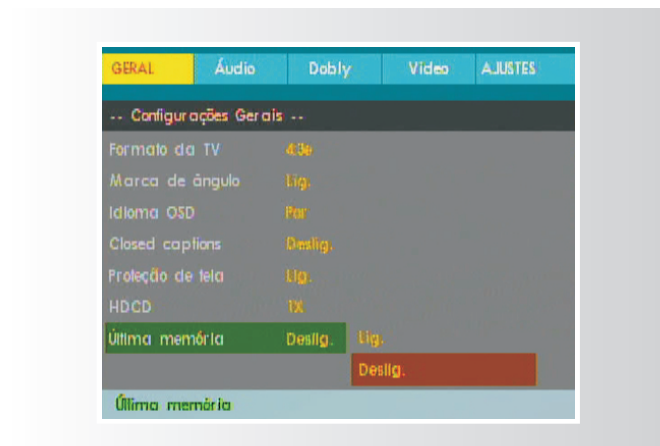 GERAL Áudio Dobly Vídeo AJUSTES
-- Configurações Gerais --
Formato da TV 4:3e
Marca de ângulo Lig.
Idioma OSD Por
Closed captions Deslig.
Proteção de tela Lig.
HDCD 1X
Última memória Deslig. Lig.
Deslig.
Última memória